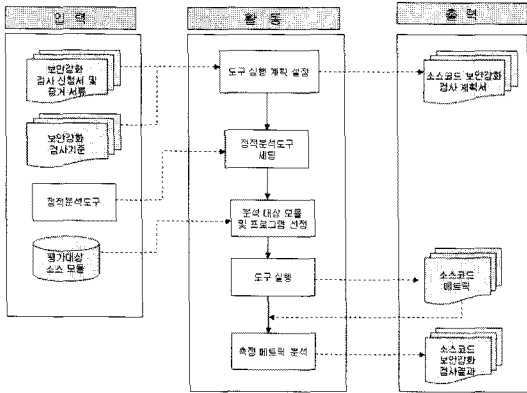 입 력
활 동
출 력
보안강화
검사 신청서 및
증거 서류
도구 실행 계획 설정
소스코드 보안강화
검사 계획서
보안강화
검사기준
정적분석도구
세팅
정적분석도구
분석 대상 모듈
및 프로그램 선정
평가대상
소스 모듈
도구 실행
소스코드
메트릭
측정 메트릭 분석
소스코드
보안강화
검사결과